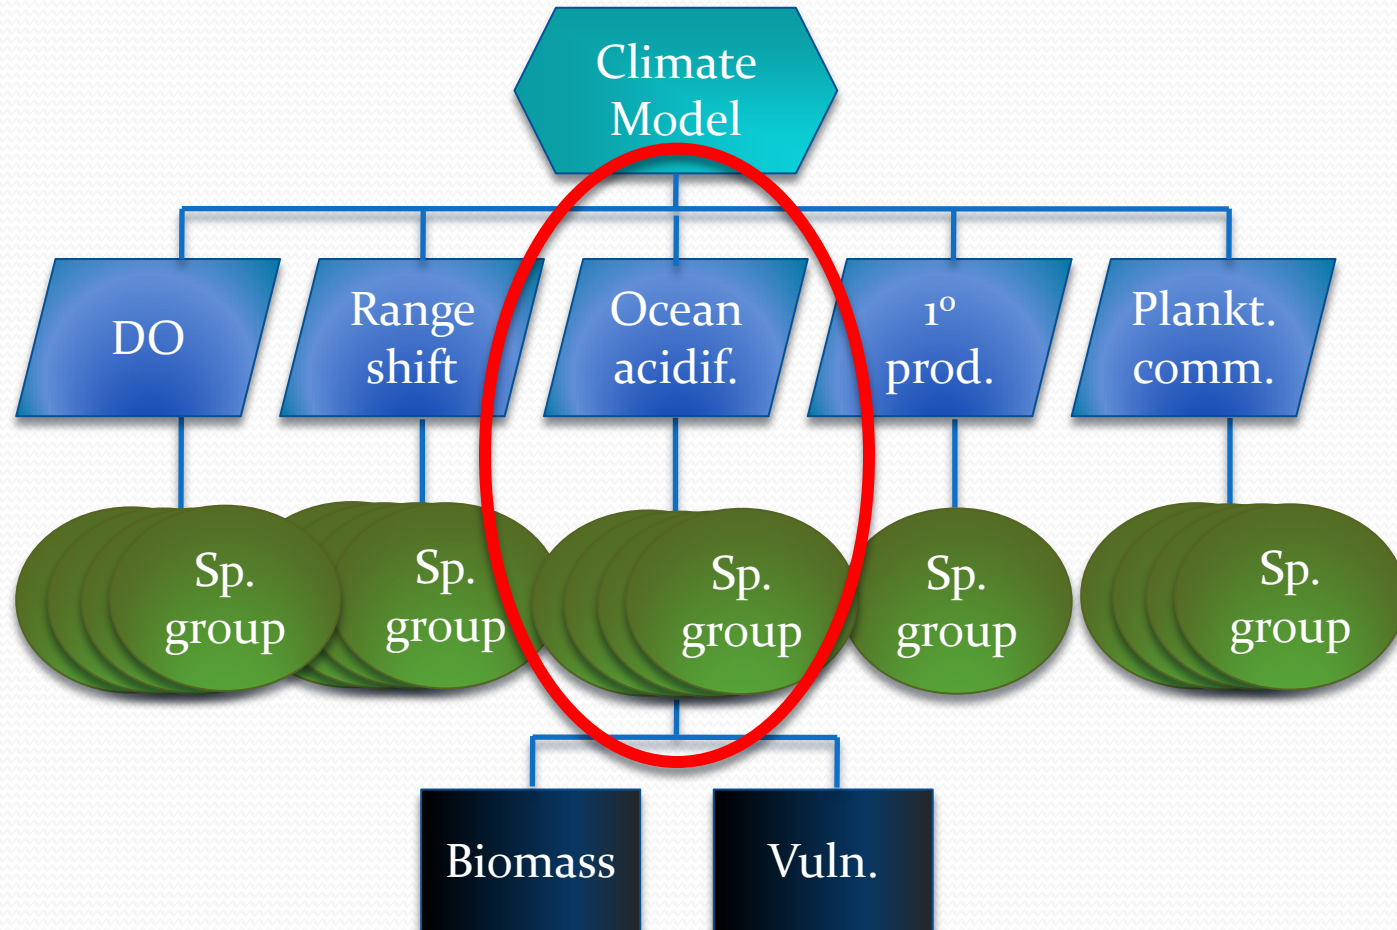 Climate
Model
DO
Range
shift
Ocean
acidif.
1º
prod.
Plankt.
comm.
Sp.
group
Sp.
group
Sp.
group
Sp.
group
Sp.
group
Biomass
Vuln.